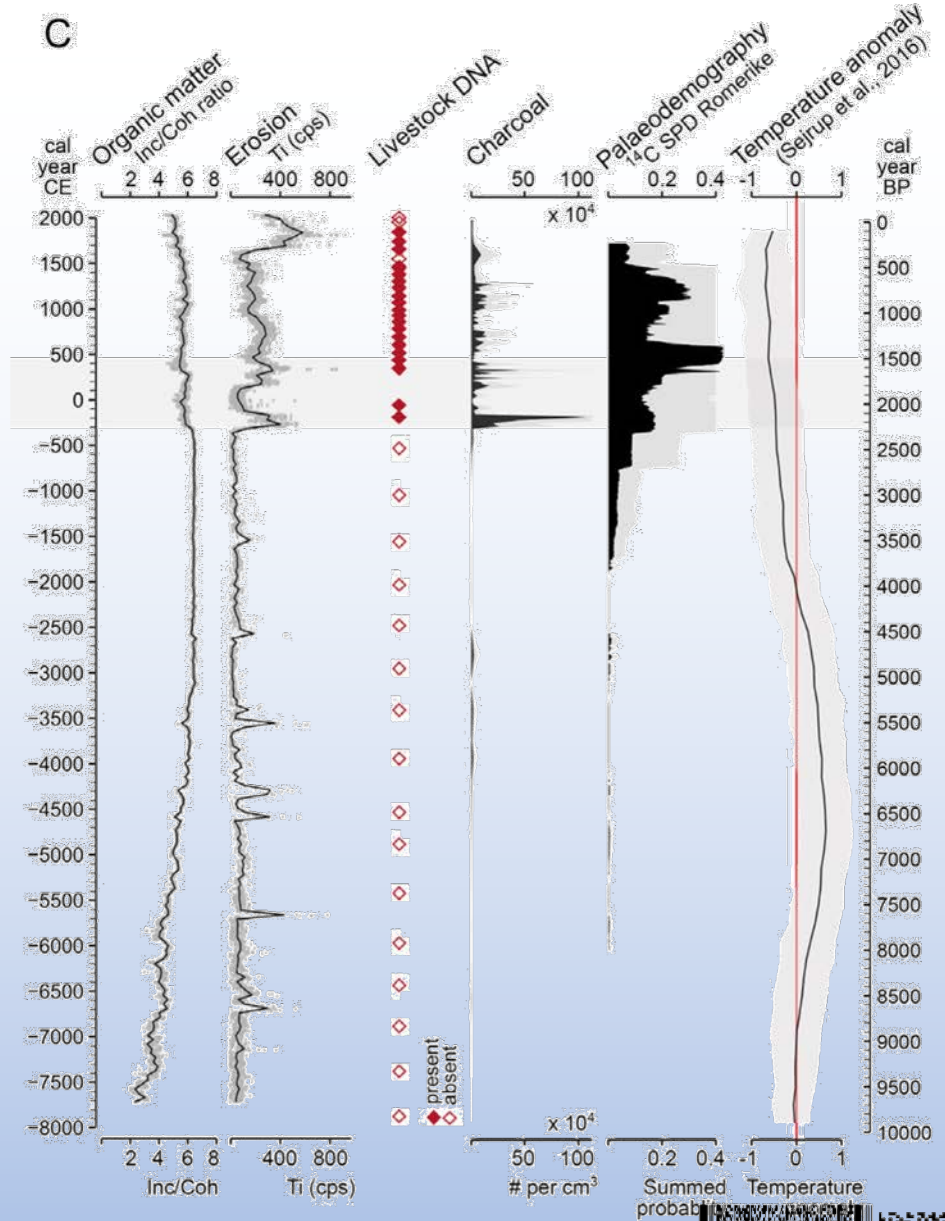 C
Organic matter
Inc/Coh ratio
Erosion
Ti (cps)
Livestock DNA
Charcoal
Palaeodemography
¹⁴C SPD Romerike
Temperature anomaly
(Sejrup et al., 2016)
cal
year
CE
cal
year
BP
2 4 6 8
400 800
50 100
x 10⁴
0.2 0.4
-1 0 1
2000
1500
1000
500
0
−500
−1000
−1500
−2000
−2500
−3000
−3500
−4000
−4500
−5000
−5500
−6000
−6500
−7000
−7500
−8000
0
500
1000
1500
2000
2500
3000
3500
4000
4500
5000
5500
6000
6500
7000
7500
8000
8500
9000
9500
10000
present
absent
x 10⁴
2 4 6 8
400 800
50 100
0.2 0.4
-1 0 1
Inc/Coh
Ti (cps)
# per cm³
Summed
Temperature